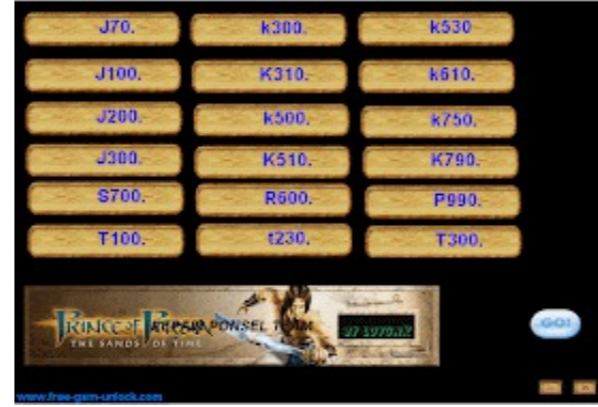 J70. k300. k530
J100. K310. k610.
J200. k500. k750.
J300. K510. K790.
S700. R600. P990.
T100. t230. T300.
PRINCE OF PERSIA PONSEL TEAM
THE SANDS OF TIME
GO!
www.free-gsm-unlock.com